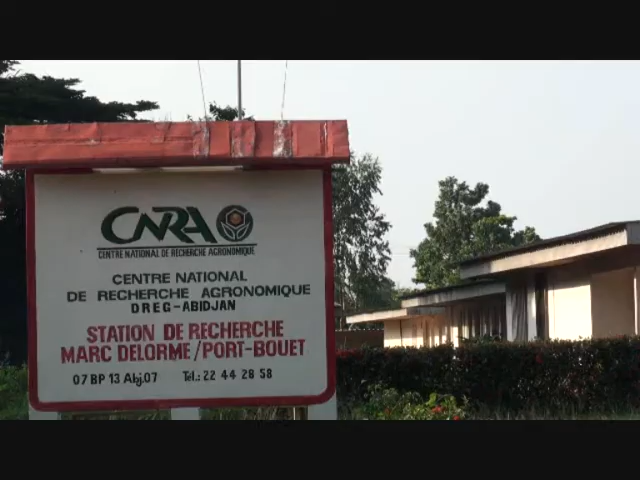 CNRA
CENTRE NATIONAL DE RECHERCHE AGRONOMIQUE
CENTRE NATIONAL
DE RECHERCHE AGRONOMIQUE
DREG-ABIDJAN
STATION DE RECHERCHE
MARC DELORME/PORT-BOUET
07 BP 13 Abj.07 Tel.: 22 44 28 58